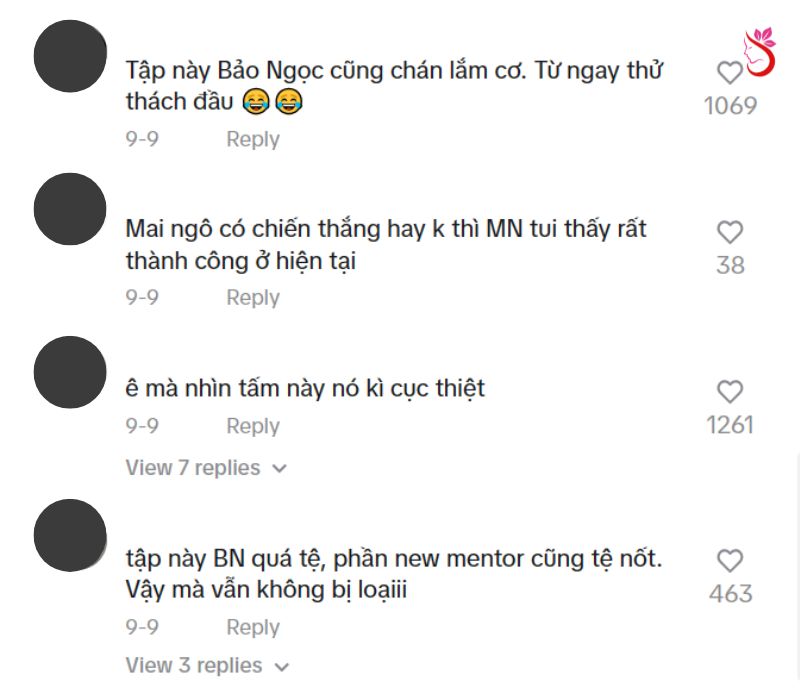 Tập này Bảo Ngọc cũng chán lắm cơ. Từ ngay thử
thách đầu 😂😂
1069
9-9 Reply
Mai ngô có chiến thắng hay k thì MN tui thấy rất
thành công ở hiện tại
38
9-9 Reply
ê mà nhìn tấm này nó kì cục thiệt
1261
9-9 Reply
View 7 replies
tập này BN quá tệ, phần new mentor cũng tệ nốt.
Vậy mà vẫn không bị loạiii
463
9-9 Reply
View 3 replies